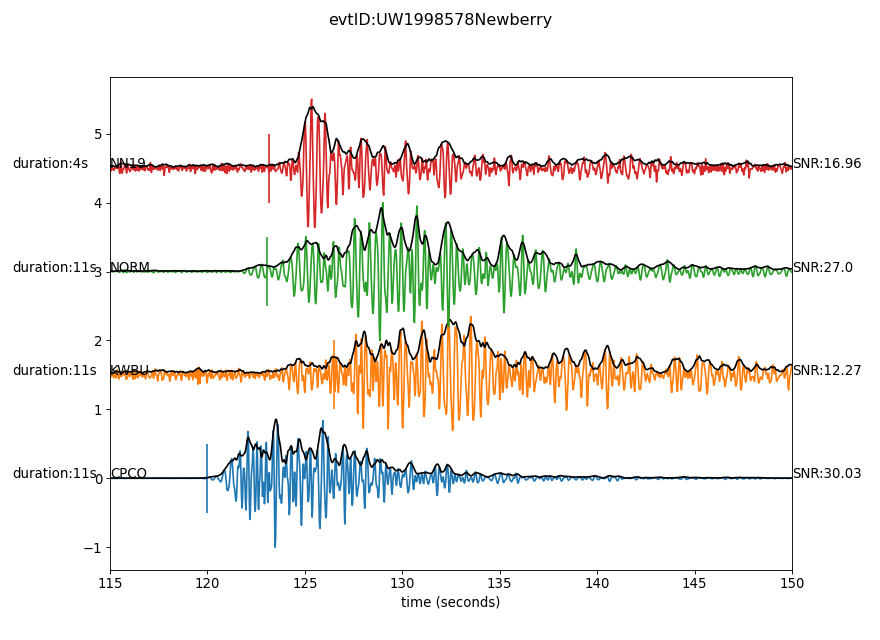 evtID:UW1998578Newberry
5
duration:4s NN19 SNR:16.96
4
duration:11s 3 NORM SNR:27.0
2
duration:11s KWBU SNR:12.27
1
duration:11s 0 CPCO SNR:30.03
−1
115 120 125 130 135 140 145 150
time (seconds)